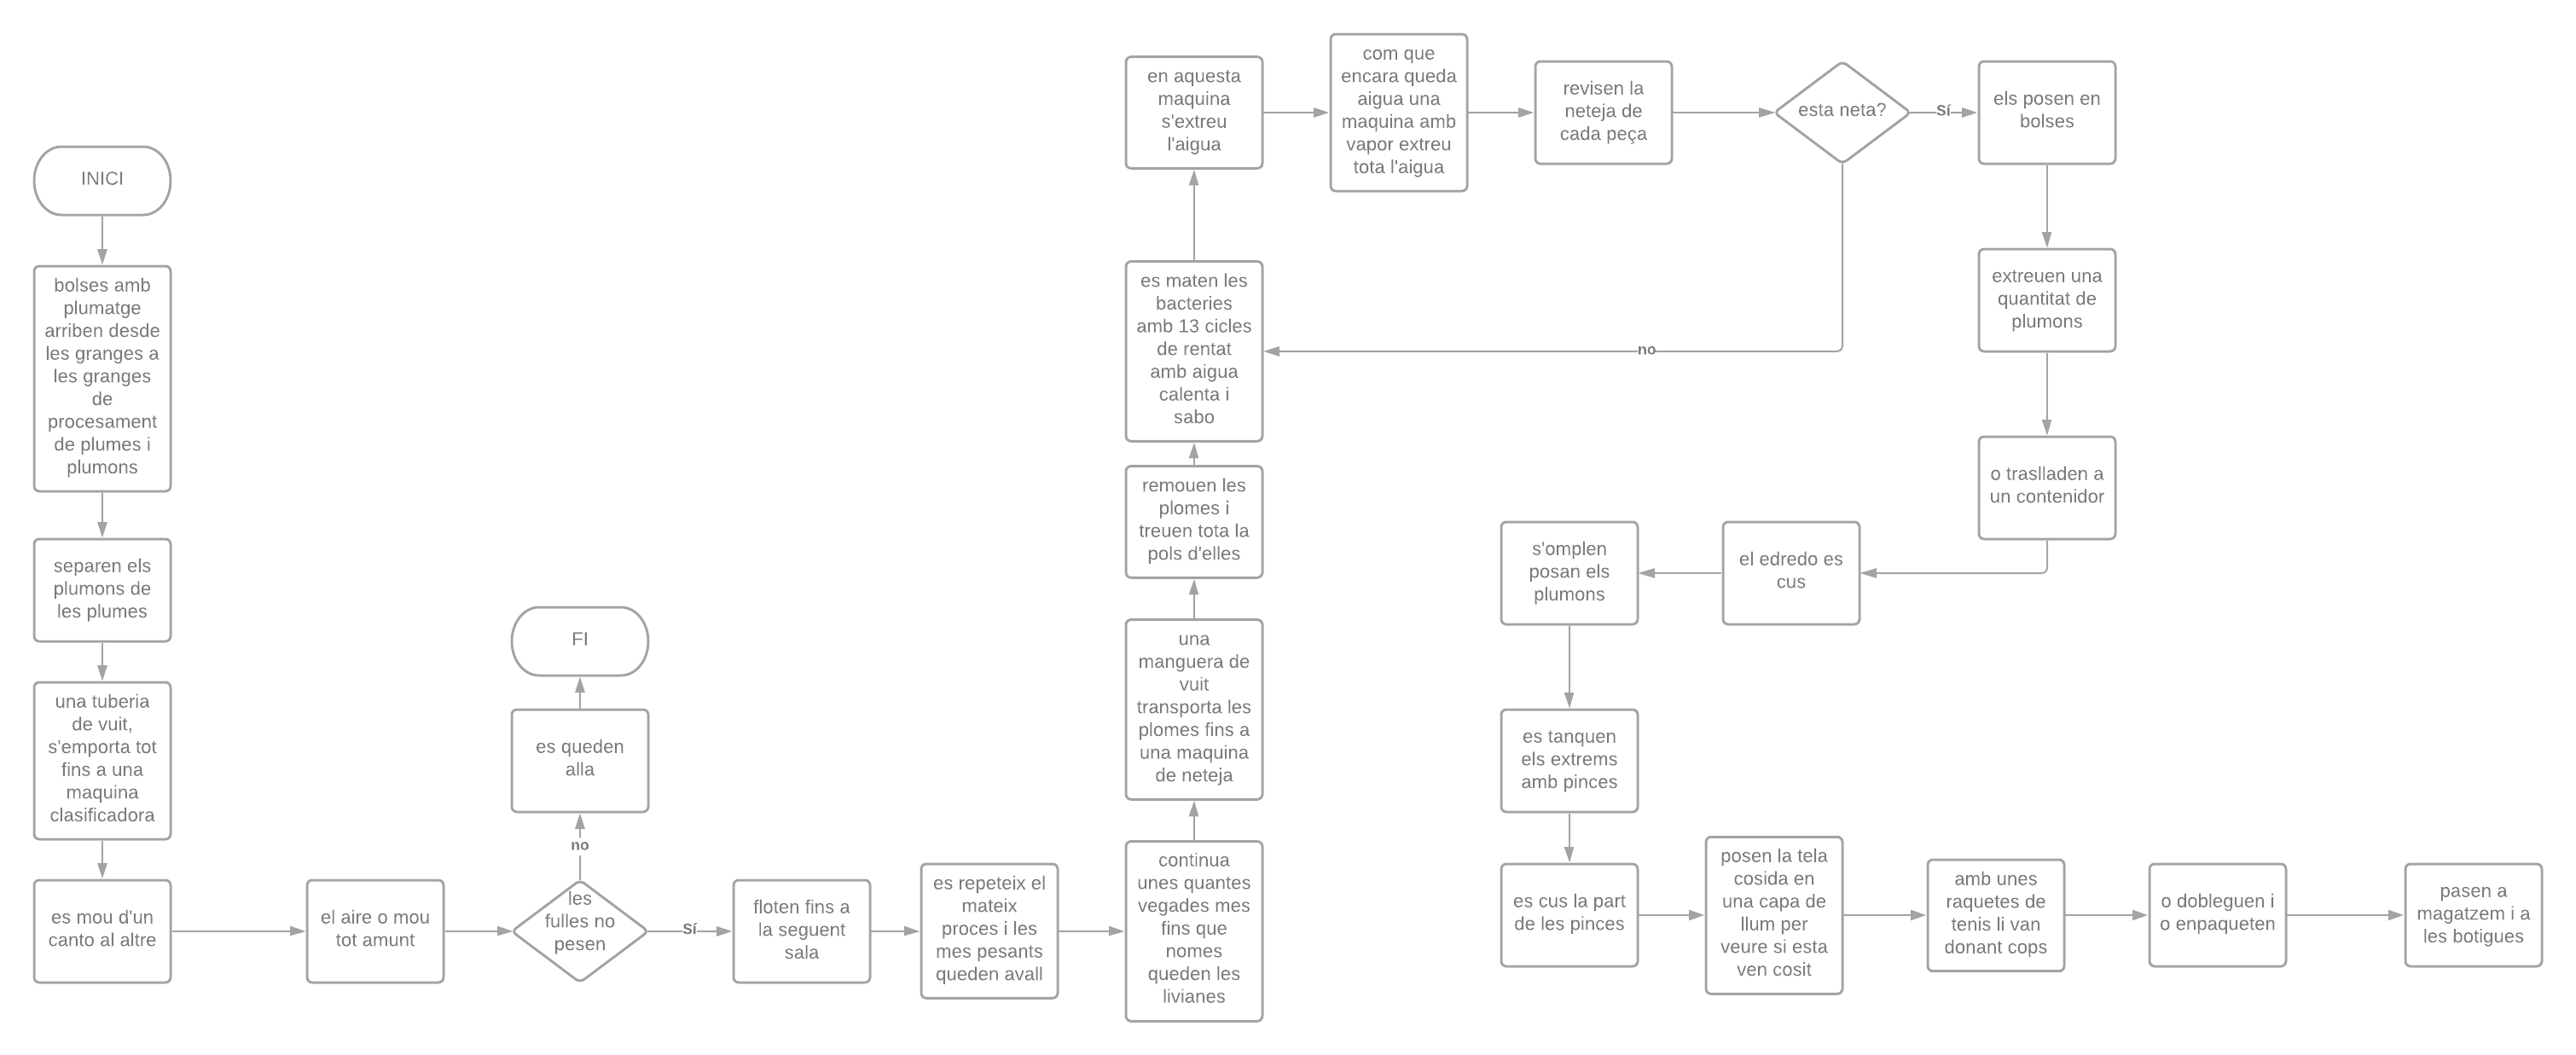 INICI
bolses amb
plumatge
arriben desde
les granges a
les granges
de
procesament
de plumes i
plumons
separen els
plumons de
les plumes
una tuberia
de vuit,
s'emporta tot
fins a una
maquina
clasificadora
es mou d'un
canto al altre
el aire o mou
tot amunt
les
fulles no
pesen
no
es queden
alla
FI
Sí
floten fins a
la seguent
sala
es repeteix el
mateix
proces i les
mes pesants
queden avall
continua
unes quantes
vegades mes
fins que
nomes
queden les
livianes
una
manguera de
vuit
transporta les
plomes fins a
una maquina
de neteja
remouen les
plomes i
treuen tota la
pols d'elles
es maten les
bacteries
amb 13 cicles
de rentat
amb aigua
calenta i
sabo
en aquesta
maquina
s'extreu
l'aigua
com que
encara queda
aigua una
maquina amb
vapor extreu
tota l'aigua
revisen la
neteja de
cada peça
esta neta?
no
Sí
els posen en
bolses
extreuen una
quantitat de
plumons
o traslladen a
un contenidor
el edredo es
cus
s'omplen
posan els
plumons
es tanquen
els extrems
amb pinces
es cus la part
de les pinces
posen la tela
cosida en
una capa de
llum per
veure si esta
ven cosit
amb unes
raquetes de
tenis li van
donant cops
o dobleguen i
o enpaqueten
pasen a
magatzem i a
les botigues